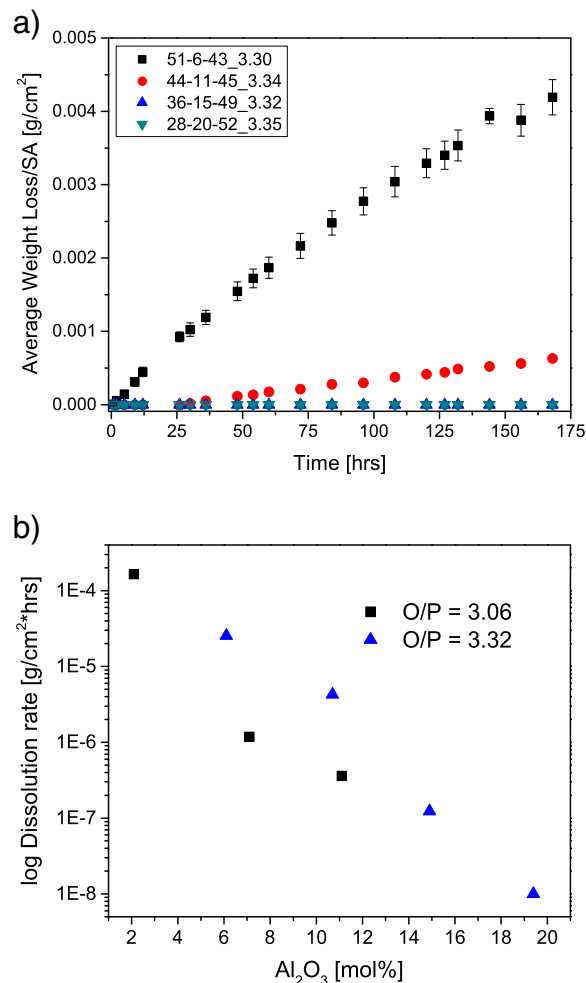 a)
0.005
0.004
0.003
0.002
0.001
0.000
Average Weight Loss/SA [g/cm²]
51-6-43_3.30
44-11-45_3.34
36-15-49_3.32
28-20-52_3.35
0 25 50 75 100 125 150 175
Time [hrs]
b)
1E-4
1E-5
1E-6
1E-7
1E-8
log Dissolution rate [g/cm²*hrs]
O/P = 3.06
O/P = 3.32
2 4 6 8 10 12 14 16 18 20
Al₂O₃ [mol%]